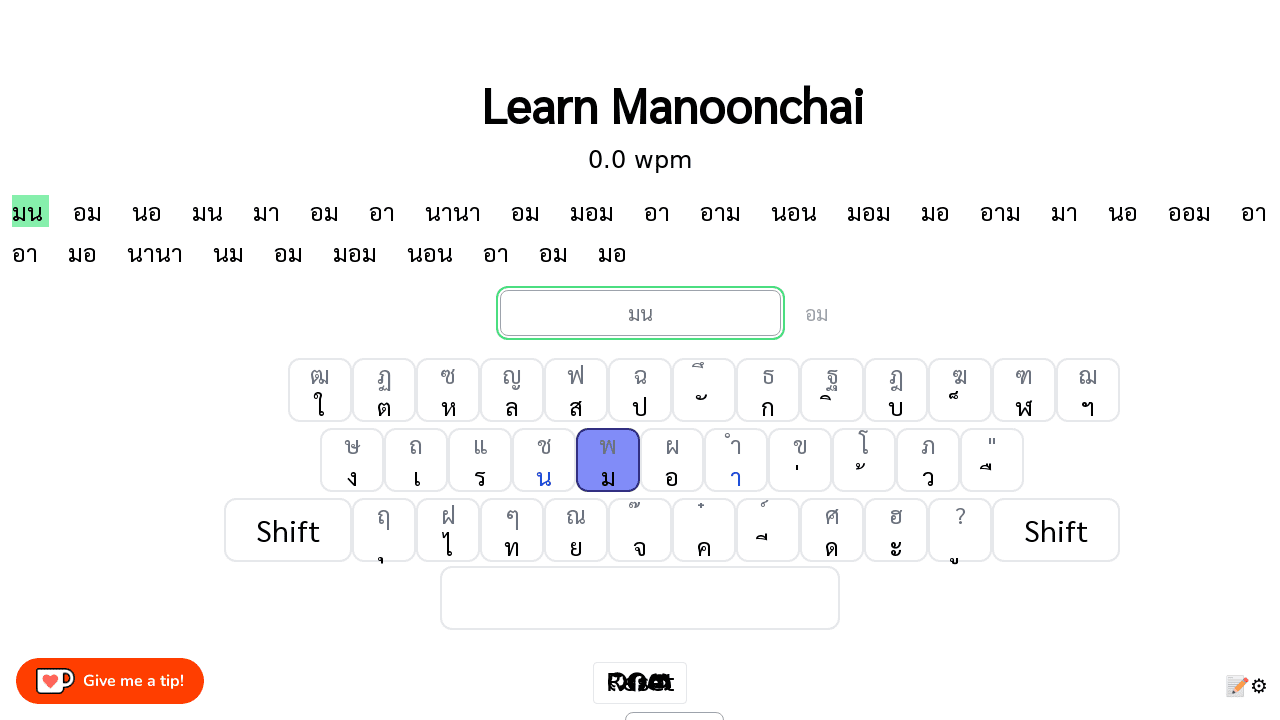 Learn Manoonchai
0.0 wpm
มน อม นอ มน มา อม อา นานา อม มอม อา อาม นอน มอม มอ อาม มา นอ ออม อา
อา มอ นานา นม อม มอม นอน อา อม มอ
มน อม
ฒ ฏ ซ ญ ฟ ฉ ึ ธ ฐ ฎ ฆ ฑ ฌ
ใ ต ห ล ส ป ั ก ิ บ ็ ฬ ฯ
ษ ถ แ ช พ ผ ำ ข โ ภ "
ง เ ร น ม อ า ่ ้ ว ื
Shift ฤ ฝ ๆ ณ ๊ ๋ ์ ศ ฮ ? Shift
ุ ไ ท ย จ ค ี ด ะ ู
Give me a tip!